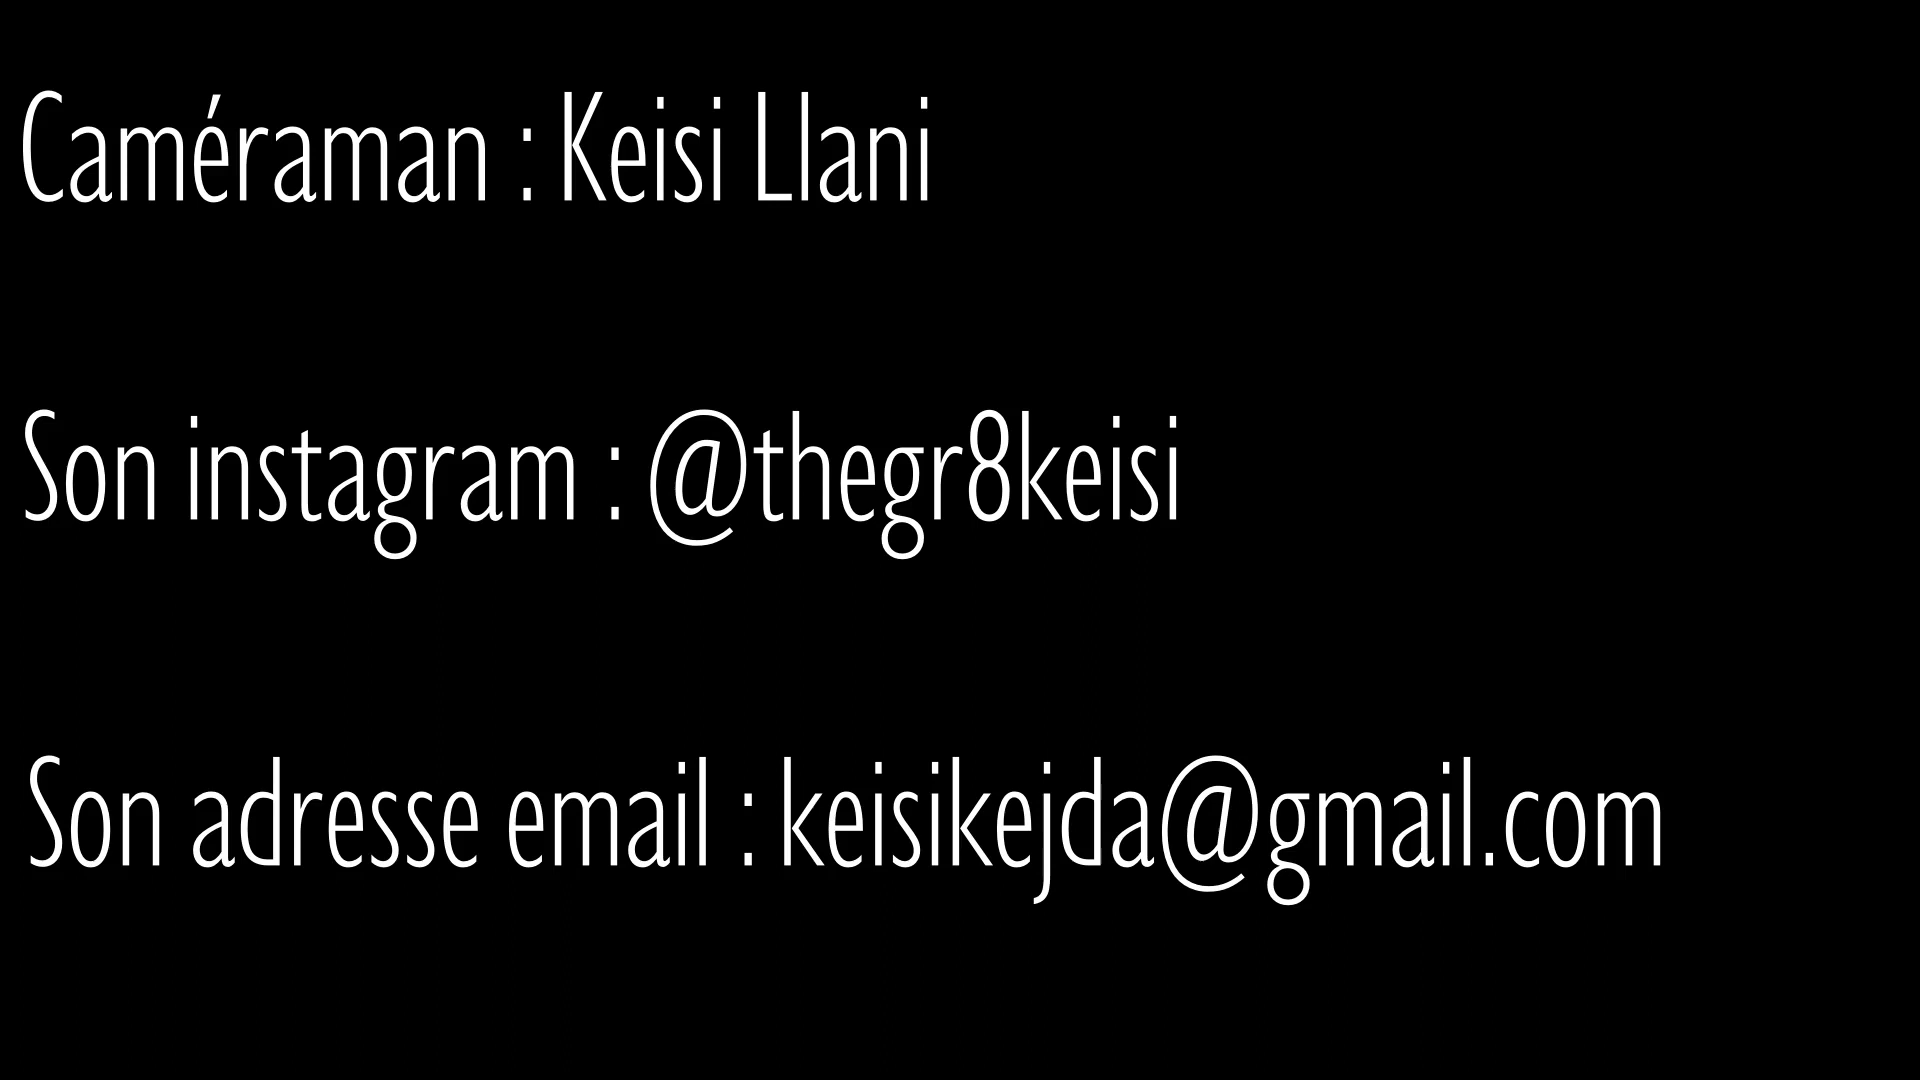 Caméraman : Keisi Llani
Son instagram : @thegr8keisi
Son adresse email : keisikejda@gmail.com